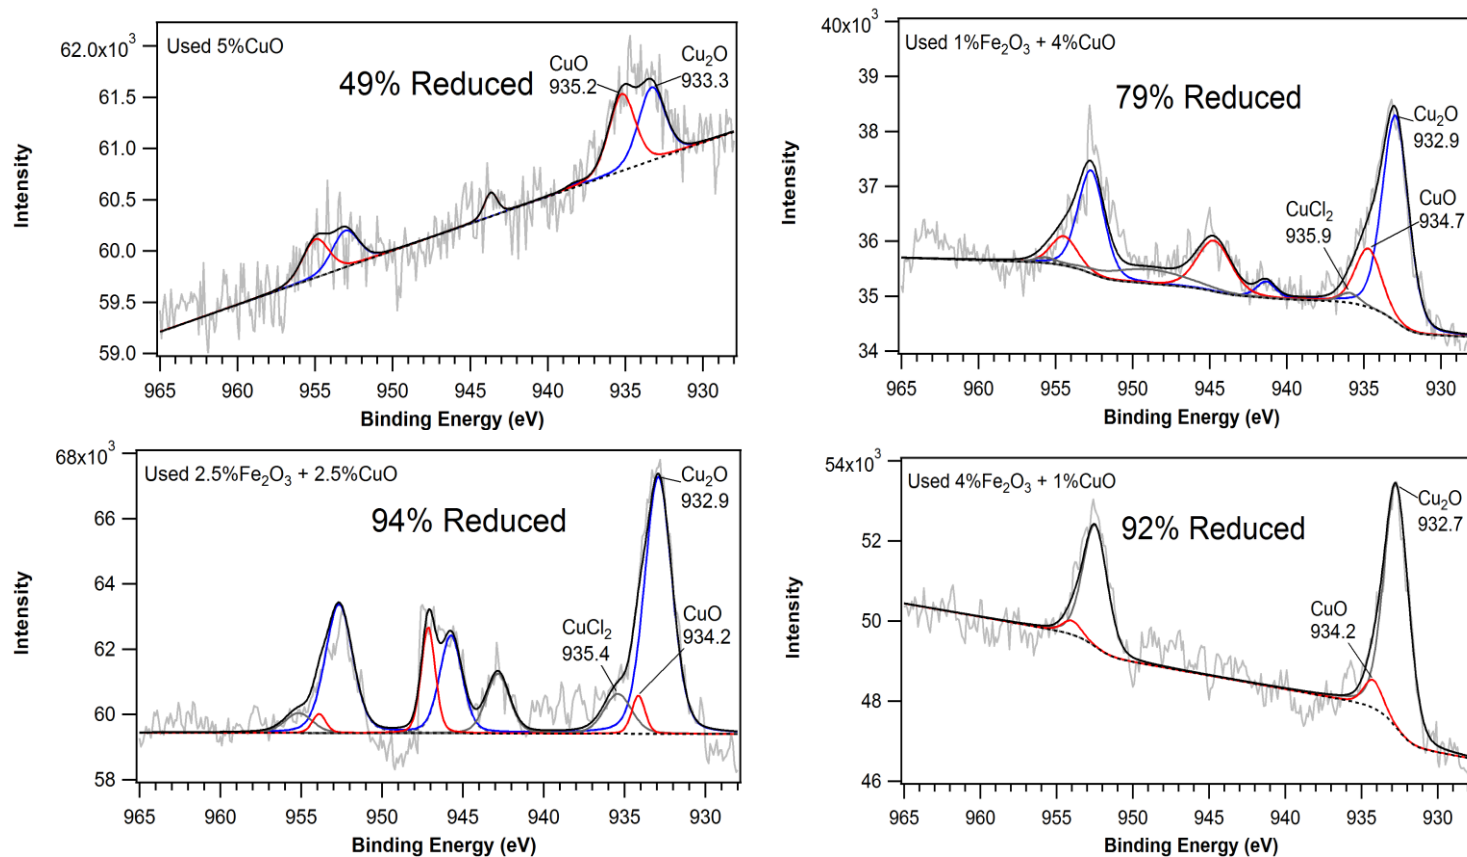 62.0x10³
Used 5%CuO
49% Reduced
CuO
935.2
Cu₂O
933.3
61.5
61.0
60.5
60.0
59.5
59.0
Intensity
965 960 955 950 945 940 935 930
Binding Energy (eV)
40x10³
Used 1%Fe₂O₃ + 4%CuO
79% Reduced
Cu₂O
932.9
CuO
934.7
CuCl₂
935.9
39
38
37
36
35
34
Intensity
965 960 955 950 945 940 935 930
Binding Energy (eV)
68x10³
Used 2.5%Fe₂O₃ + 2.5%CuO
94% Reduced
Cu₂O
932.9
CuO
934.2
CuCl₂
935.4
66
64
62
60
58
Intensity
965 960 955 950 945 940 935 930
Binding Energy (eV)
54x10³
Used 4%Fe₂O₃ + 1%CuO
92% Reduced
Cu₂O
932.7
CuO
934.2
52
50
48
46
Intensity
965 960 955 950 945 940 935 930
Binding Energy (eV)